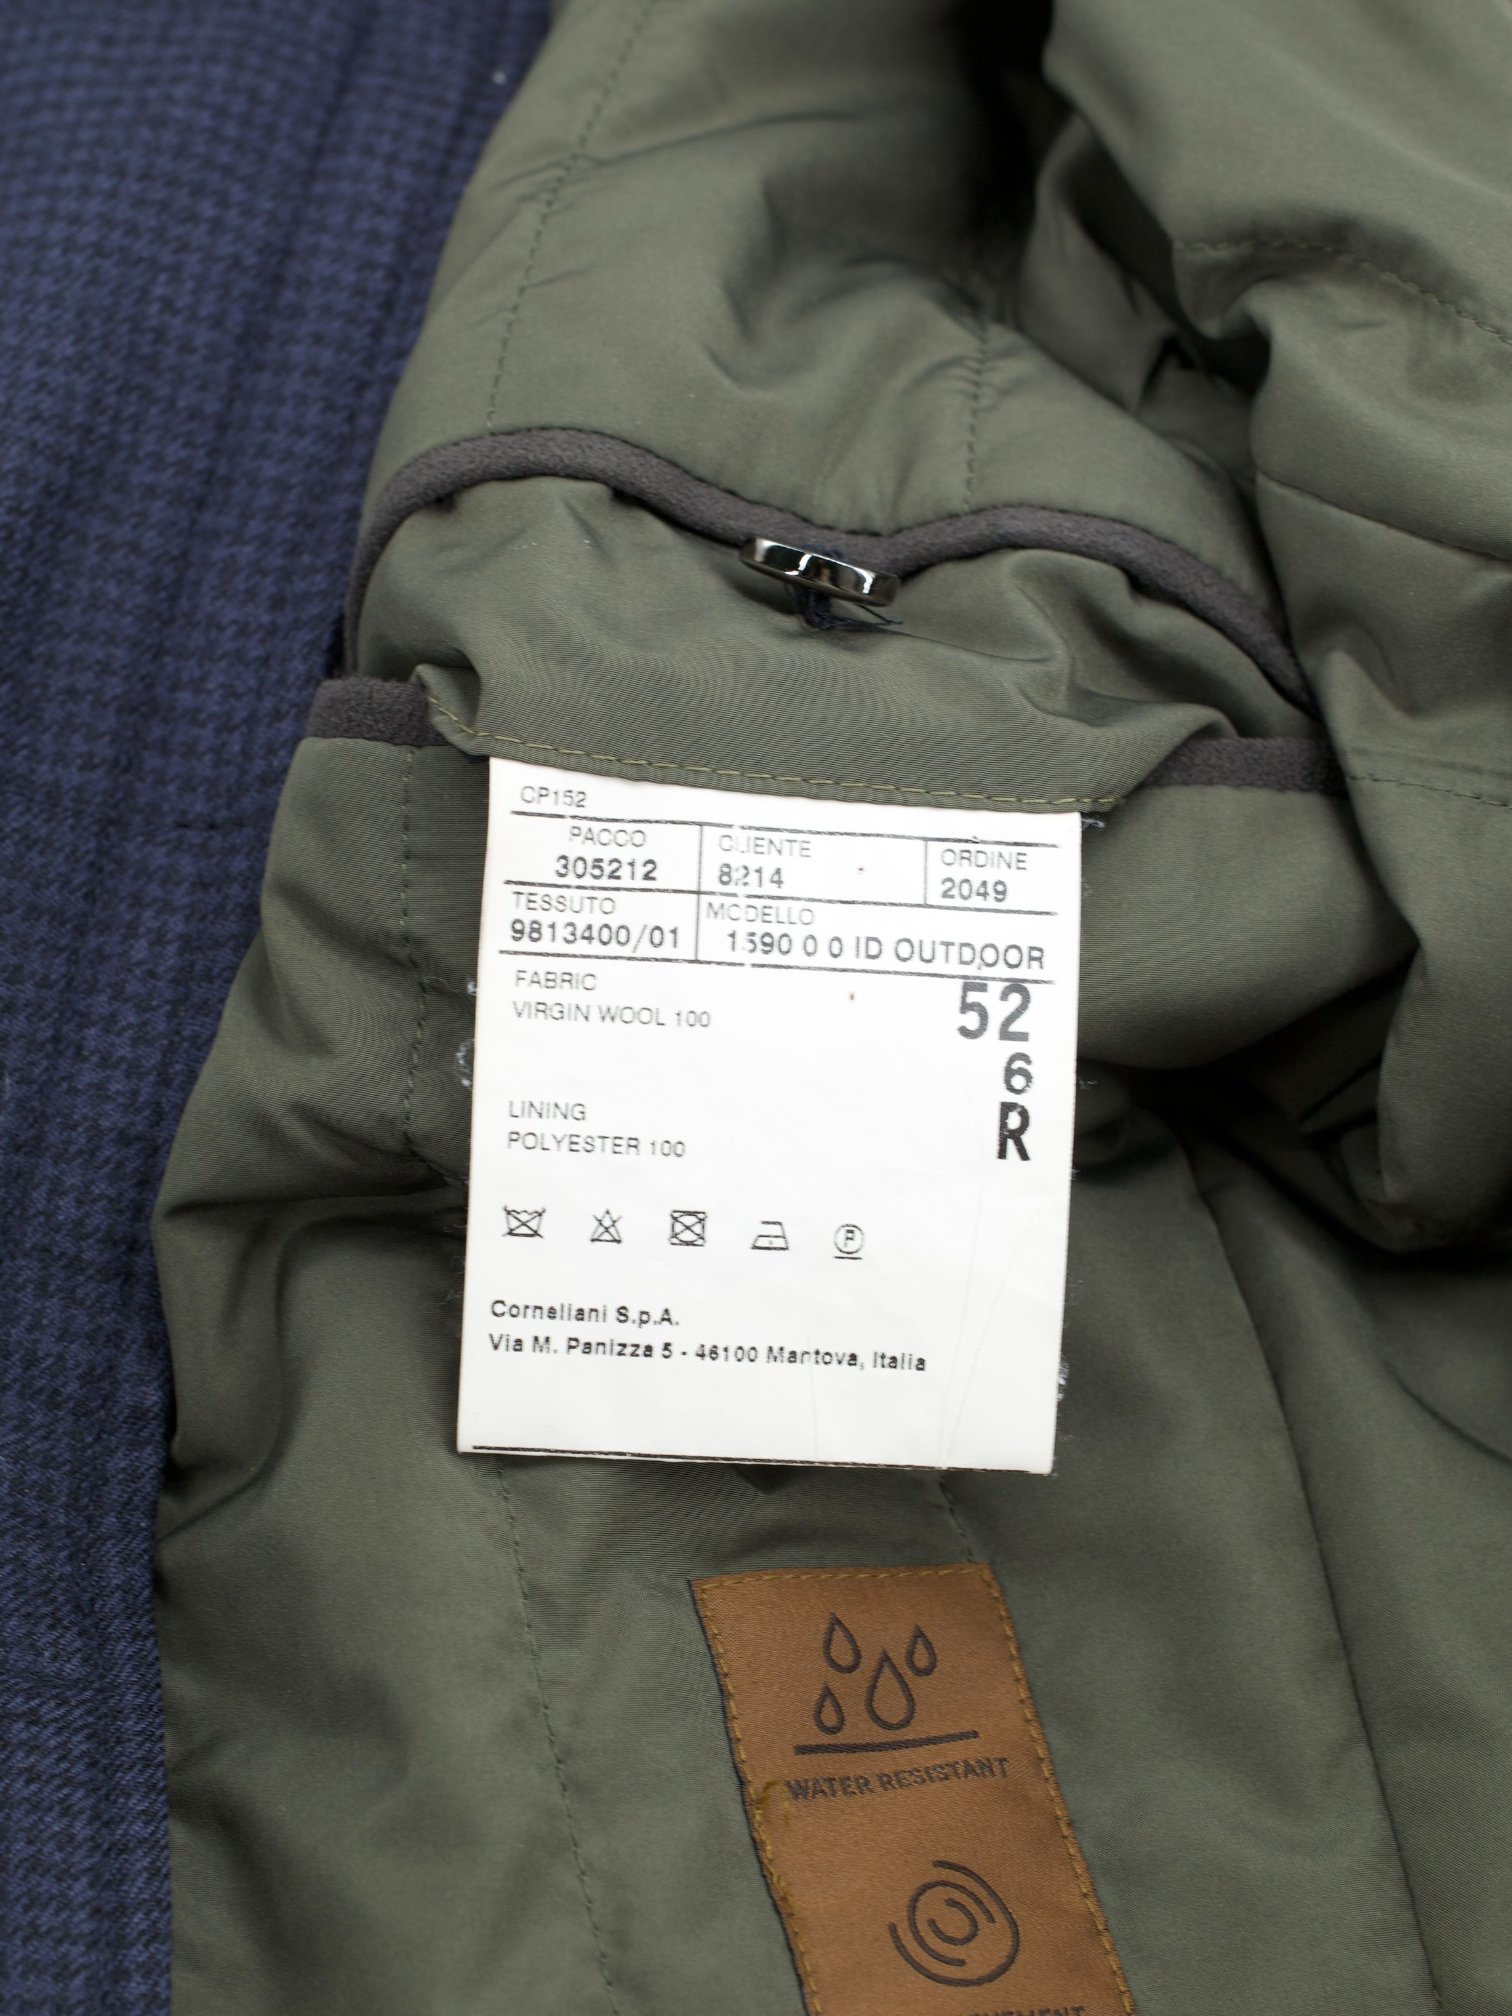 CP152
PACCO CLIENTE ORDINE
305212 8214 2049
TESSUTO MODELLO
9813400/01 1590 0 0 ID OUTDOOR
FABRIC 52
VIRGIN WOOL 100
6
LINING R
POLYESTER 100
P
Corneliani S.p.A.
Via M. Panizza 5 - 46100 Mantova, Italia
WATER RESISTANT